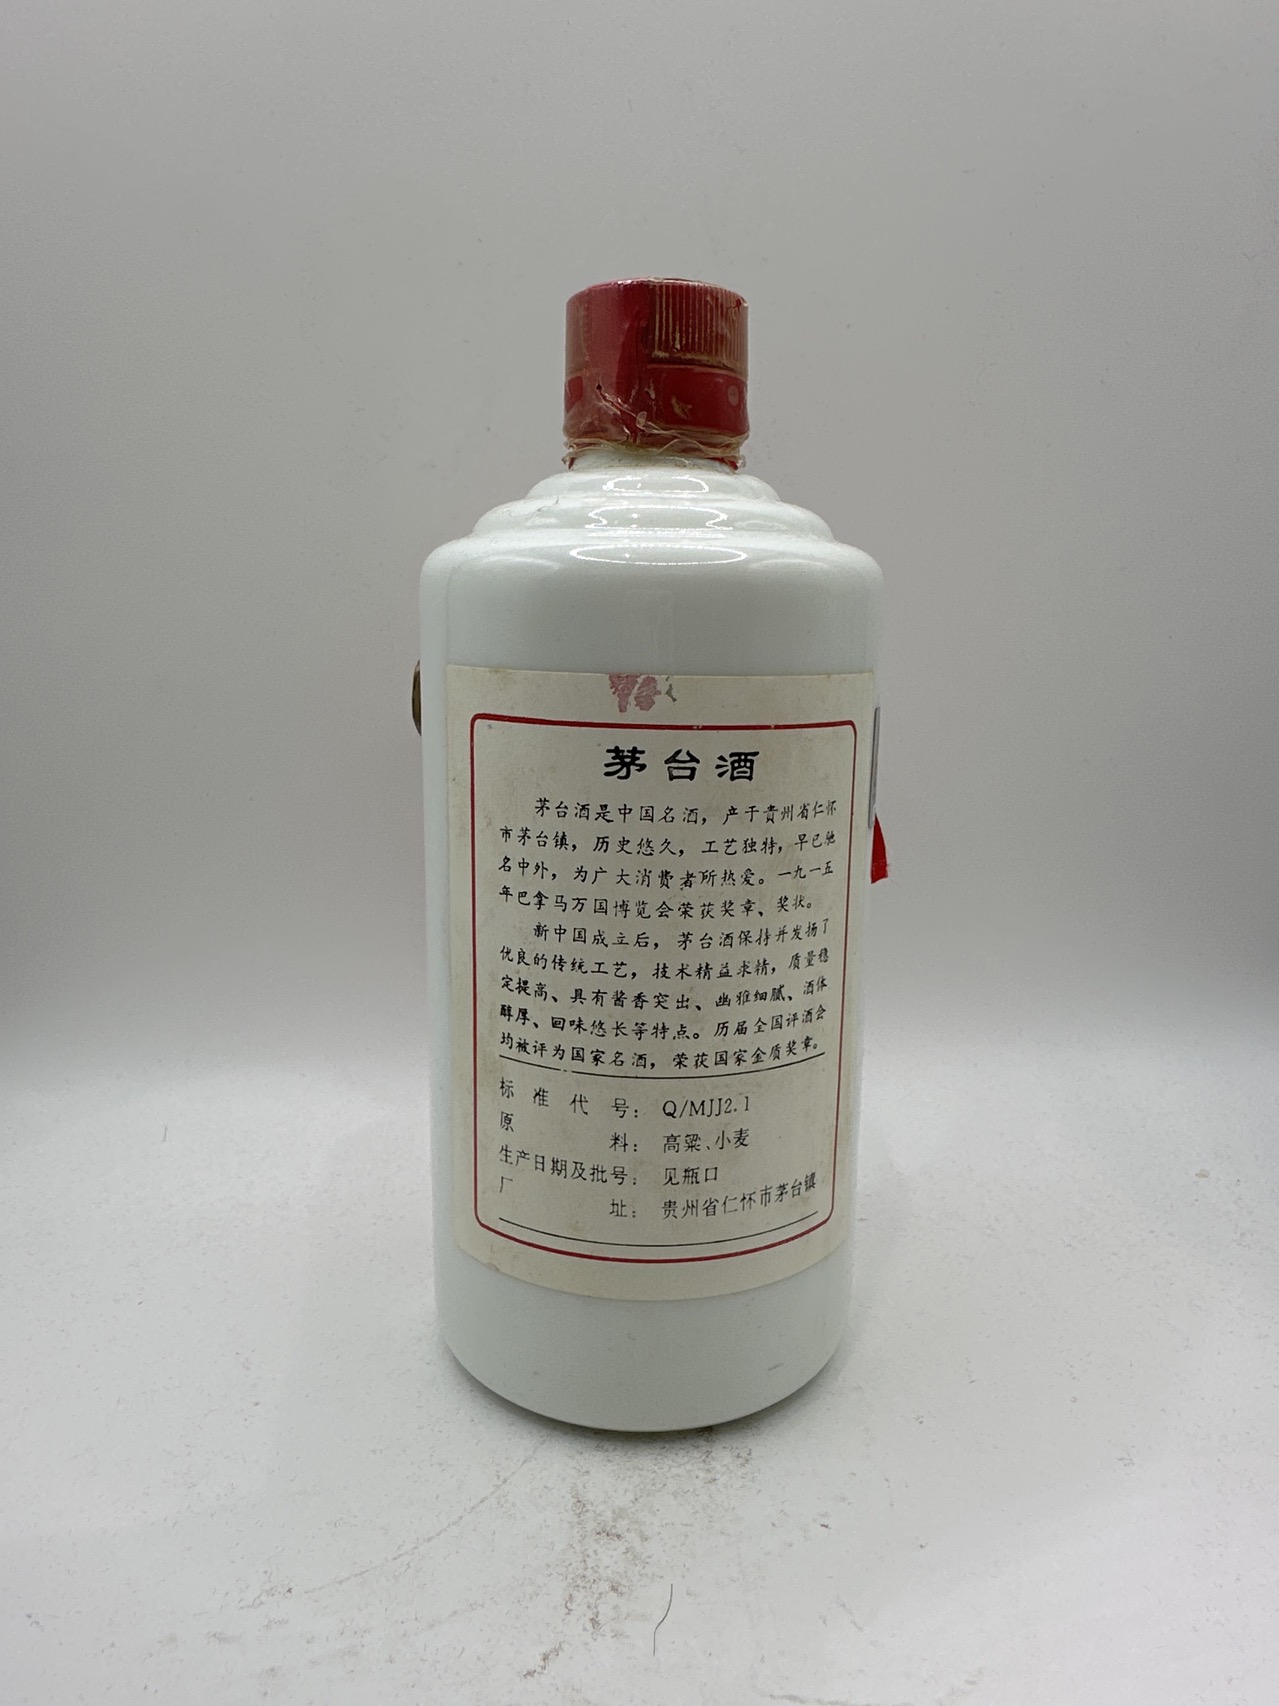 茅台酒
茅台酒是中国名酒，产于贵州省仁怀
市茅台镇，历史悠久，工艺独特，早已驰
名中外，为广大消费者所热爱。一九一五
年巴拿马万国博览会荣获奖章、奖状。
新中国成立后，茅台酒保持并发扬了
优良的传统工艺，技术精益求精，质量稳
定提高、具有酱香突出、幽雅细腻、酒体
醇厚、回味悠长等特点。历届全国评酒会
均被评为国家名酒，荣获国家金质奖章。
标准代号：Q/MJJ2.1
原料：高粱、小麦
生产日期及批号：见瓶口
厂址：贵州省仁怀市茅台镇